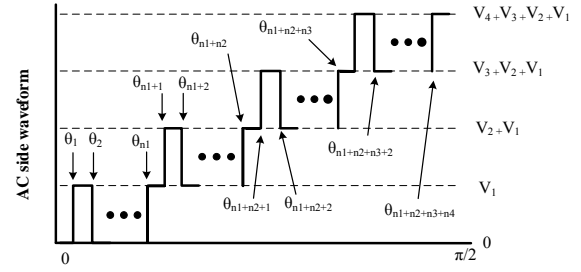 V₄+V₃+V₂+V₁
θn1+n2+n3
θn1+n2
V₃+V₂+V₁
θn1+1
θn1+2
V₂+V₁
θ₁
θ₂
θn1
AC side waveform
V₁
θn1+n2+1
θn1+n2+2
θn1+n2+n3+2
θn1+n2+n3+n4
0
0
π/2